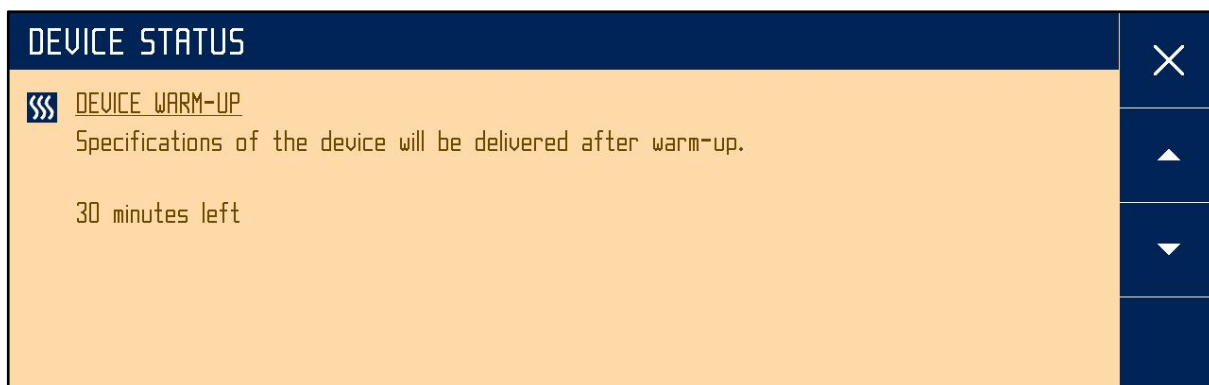 DEVICE STATUS
DEVICE WARM-UP
Specifications of the device will be delivered after warm-up.
30 minutes left